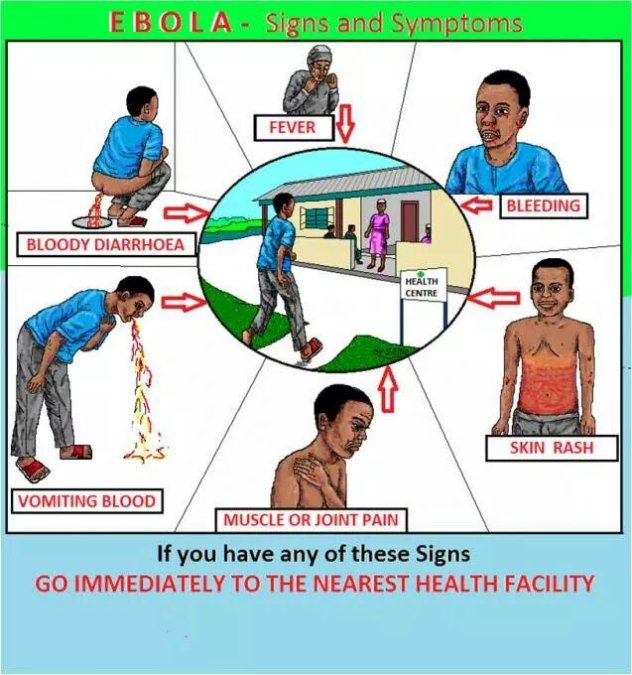 EBOLA - Signs and Symptoms
FEVER
BLEEDING
BLOODY DIARRHOEA
HEALTH
CENTRE
SKIN RASH
VOMITING BLOOD
MUSCLE OR JOINT PAIN
If you have any of these Signs
GO IMMEDIATELY TO THE NEAREST HEALTH FACILITY